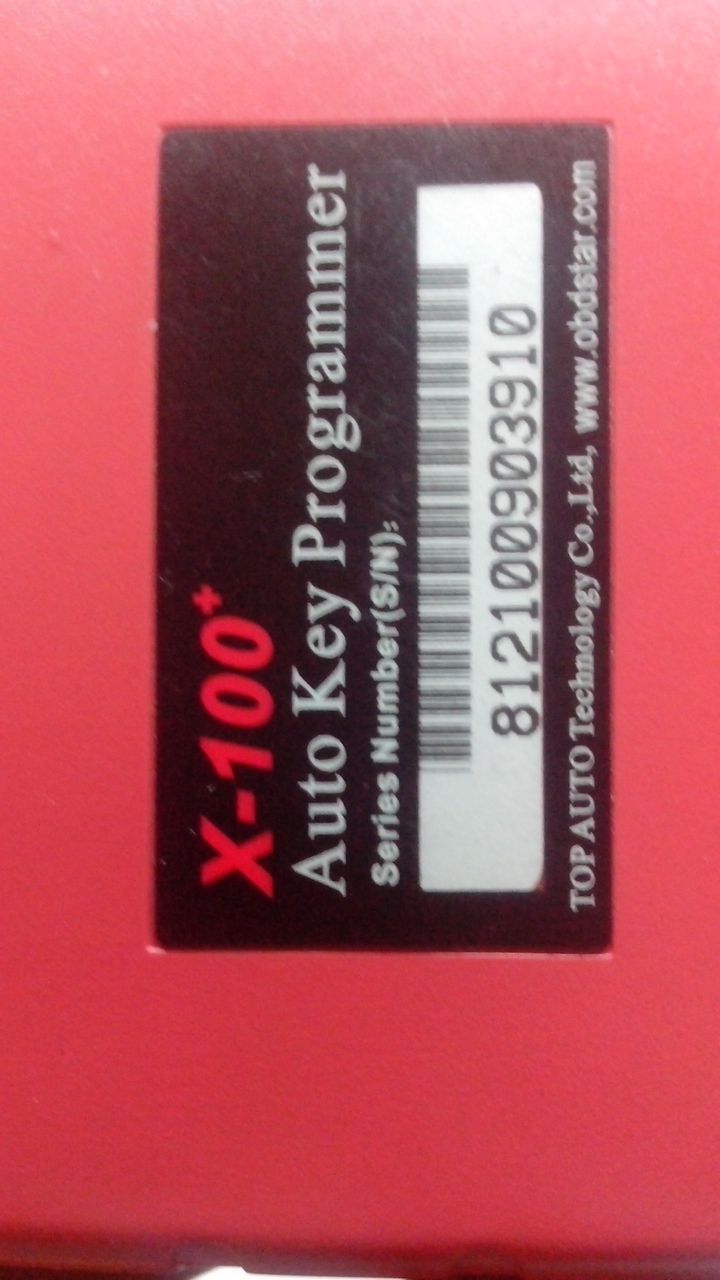 X-100+
Auto Key Programmer
Series Number(S/N):
812100903910
TOP AUTO Technology Co.,Ltd, www.obdstar.com